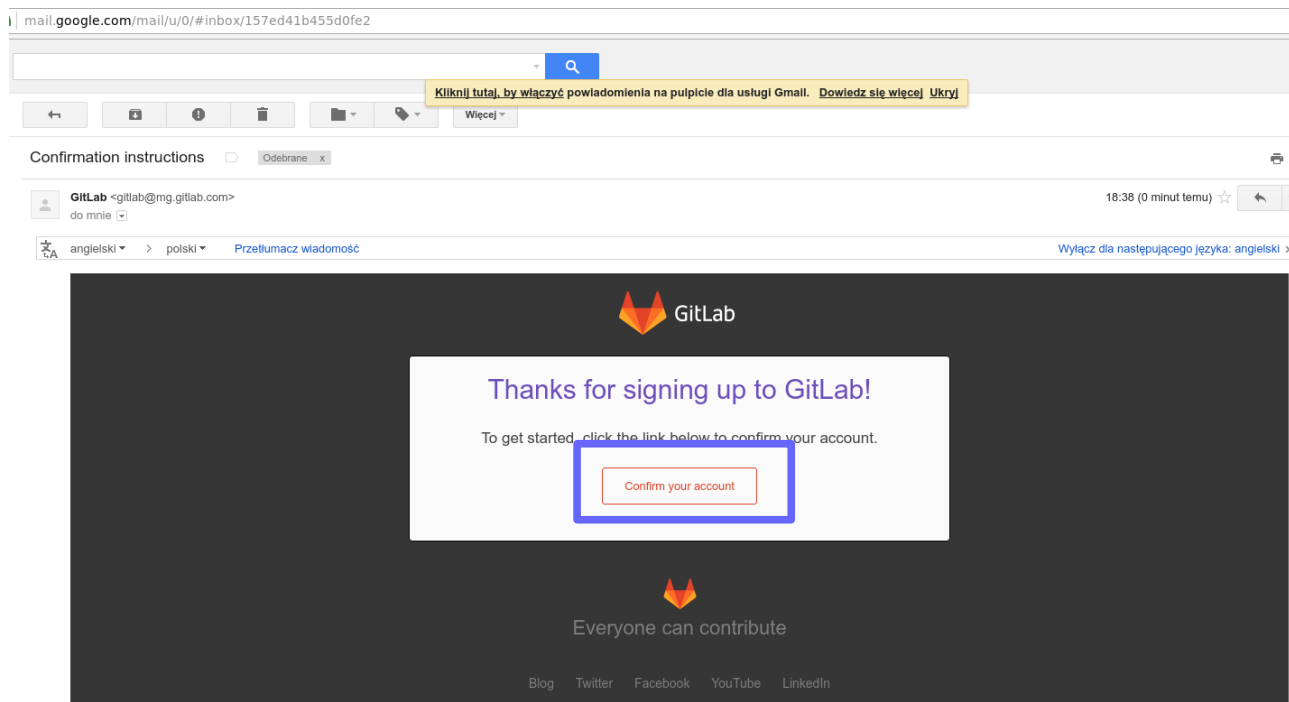 mail.google.com/mail/u/0/#inbox/157ed41b455d0fe2
Kliknij tutaj, by włączyć powiadomienia na pulpicie dla usługi Gmail. Dowiedz się więcej Ukryj
Więcej
Confirmation instructions Odebrane x
GitLab <gitlab@mg.gitlab.com> 18:38 (0 minut temu)
do mnie
angielski > polski Przetłumacz wiadomość Wyłącz dla następującego języka: angielski x
GitLab
Thanks for signing up to GitLab!
To get started, click the link below to confirm your account.
Confirm your account
Everyone can contribute
Blog Twitter Facebook YouTube LinkedIn